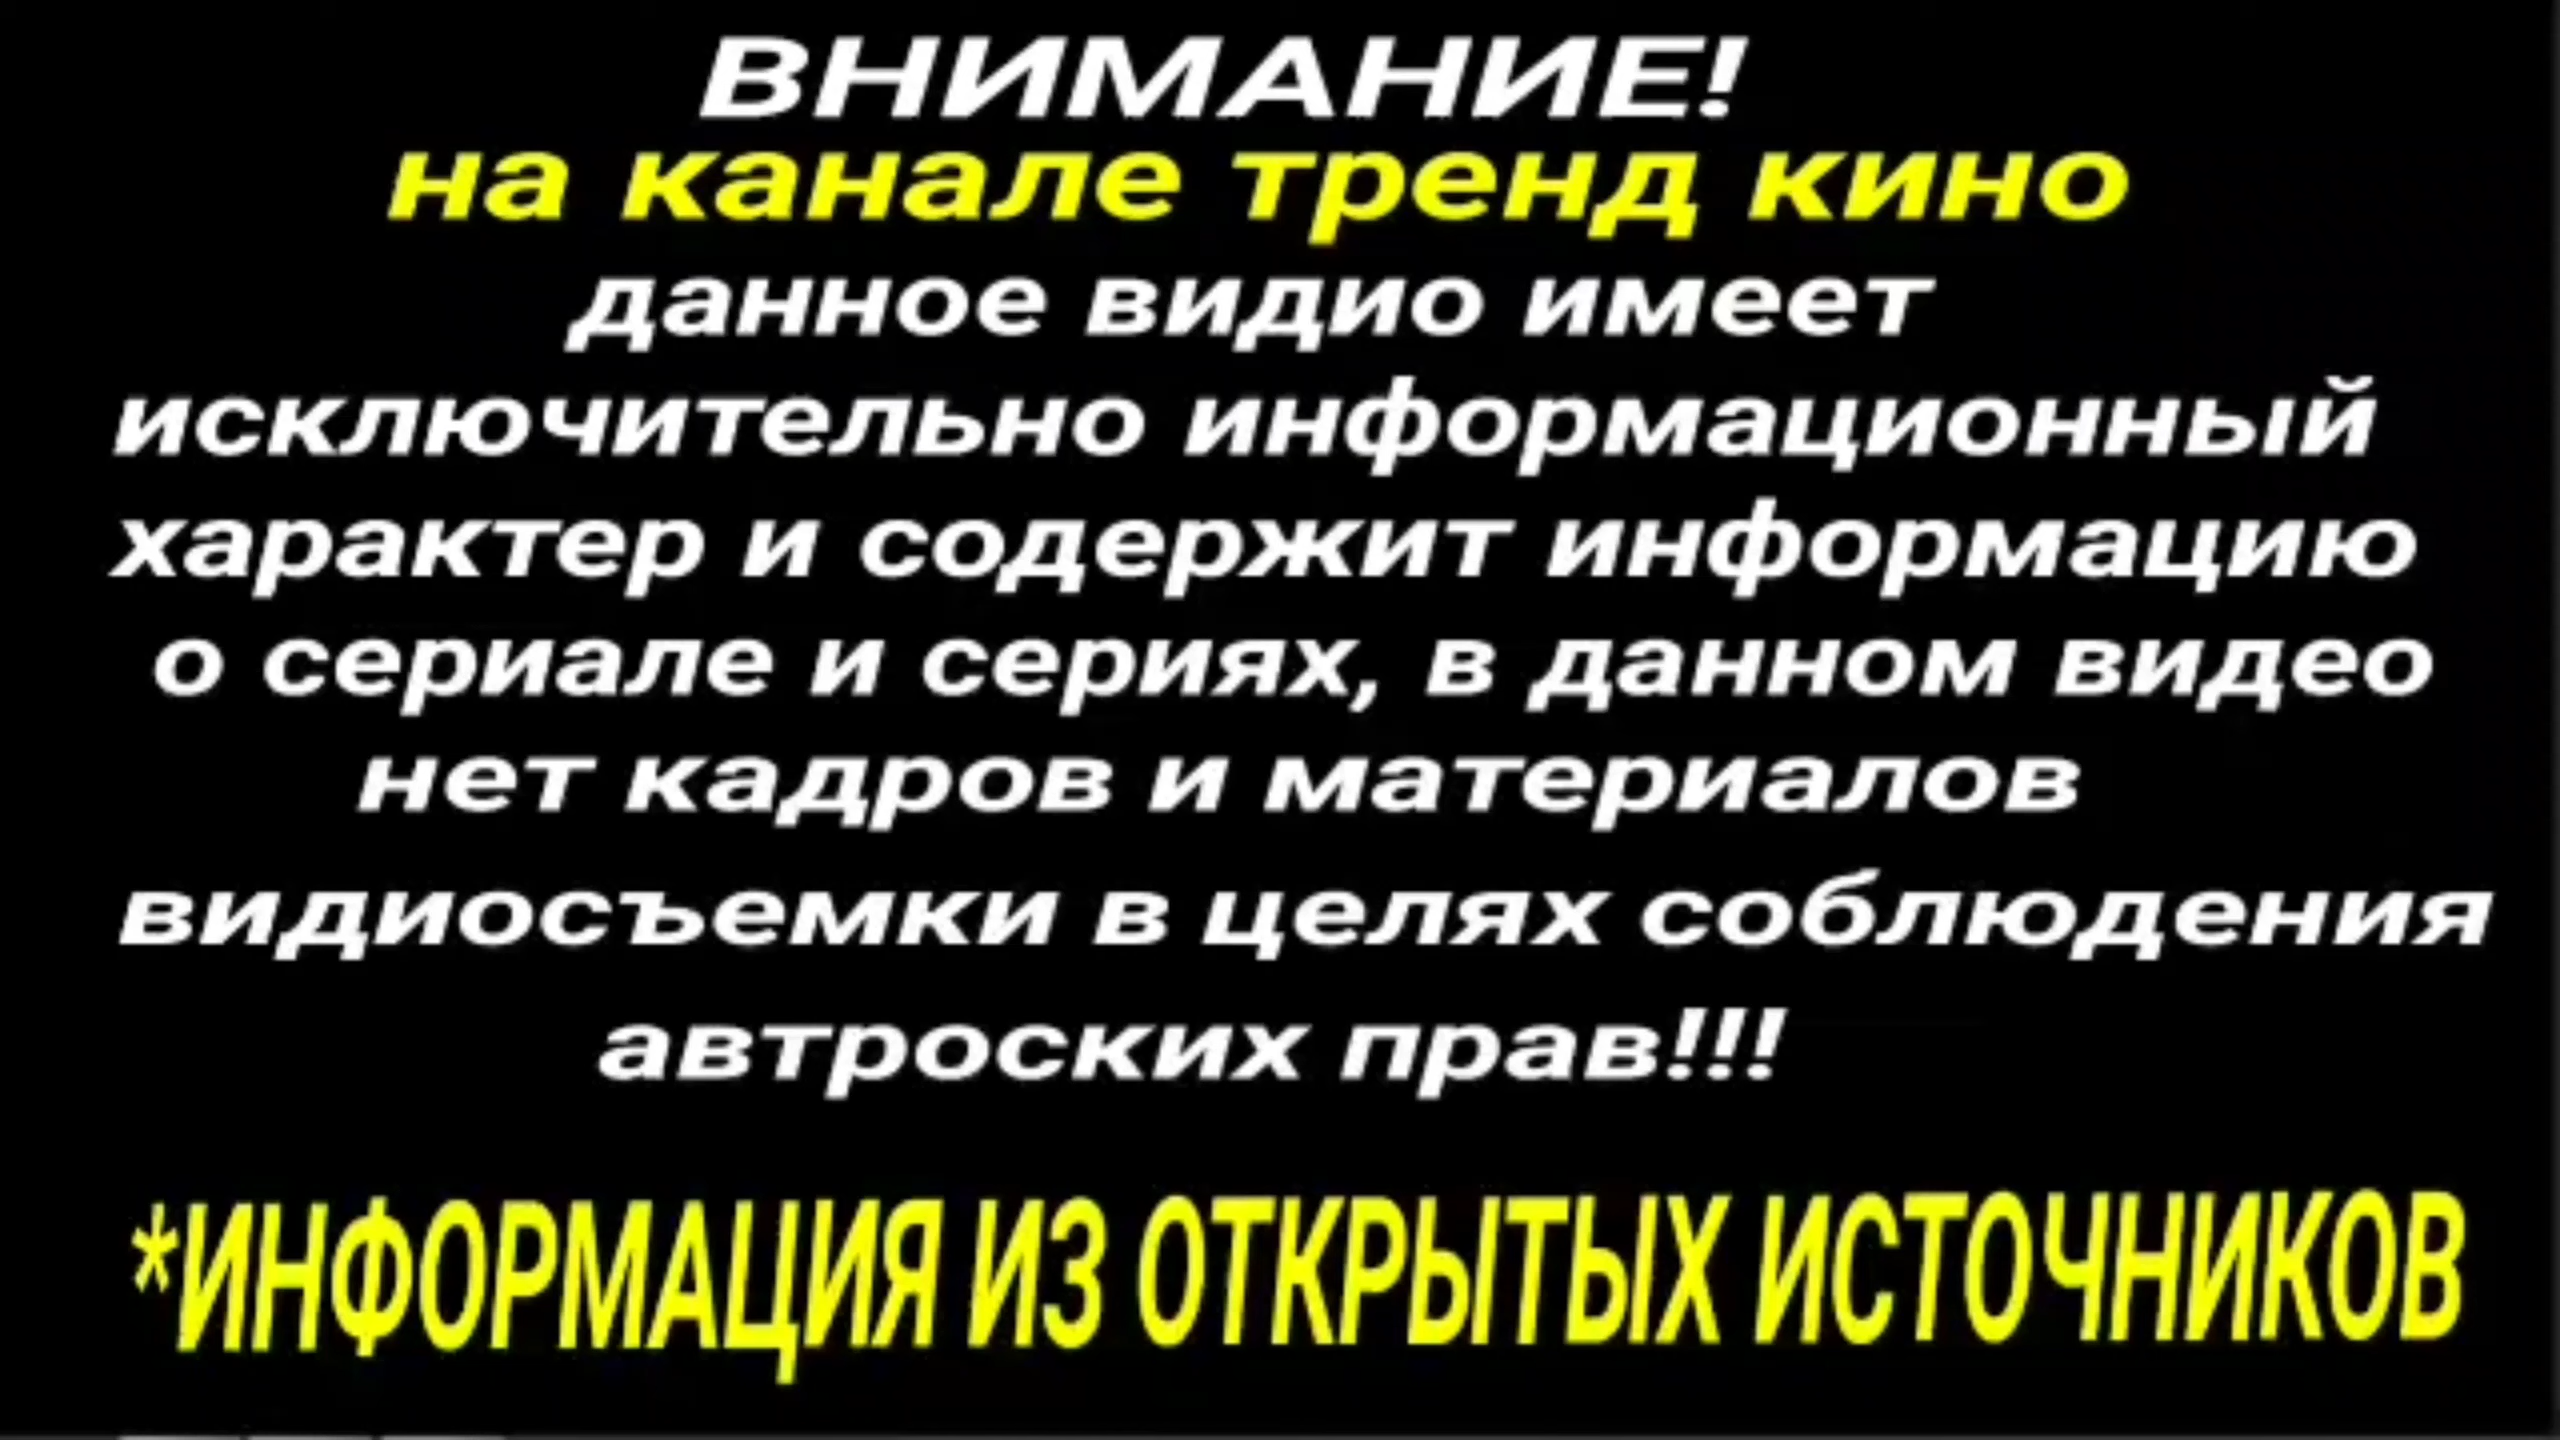 ВНИМАНИЕ!
на канале тренд кино
данное видио имеет
исключительно информационный
характер и содержит информацию
о сериале и сериях, в данном видео
нет кадров и материалов
видиосъемки в целях соблюдения
автроских прав!!!
*ИНФОРМАЦИЯ ИЗ ОТКРЫТЫХ ИСТОЧНИКОВ